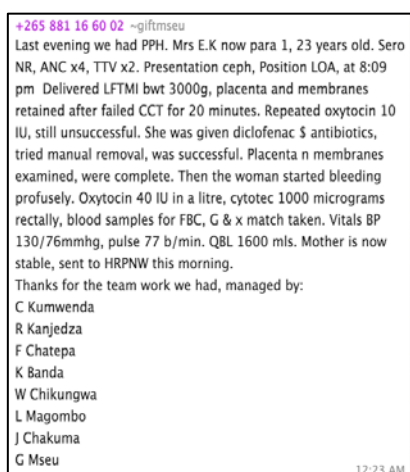 +265 881 16 60 02 ~giftmseu
Last evening we had PPH. Mrs E.K now para 1, 23 years old. Sero
NR, ANC x4, TTV x2. Presentation ceph, Position LOA, at 8:09
pm  Delivered LFTMI bwt 3000g, placenta and membranes
retained after failed CCT for 20 minutes. Repeated oxytocin 10
IU, still unsuccessful. She was given diclofenac $ antibiotics,
tried manual removal, was successful. Placenta n membranes
examined, were complete. Then the woman started bleeding
profusely. Oxytocin 40 IU in a litre, cytotec 1000 micrograms
rectally, blood samples for FBC, G & x match taken. Vitals BP
130/76mmhg, pulse 77 b/min. QBL 1600 mls. Mother is now
stable, sent to HRPNW this morning.
Thanks for the team work we had, managed by:
C Kumwenda
R Kanjedza
F Chatepa
K Banda
W Chikungwa
L Magombo
J Chakuma
G Mseu
12:23 AM